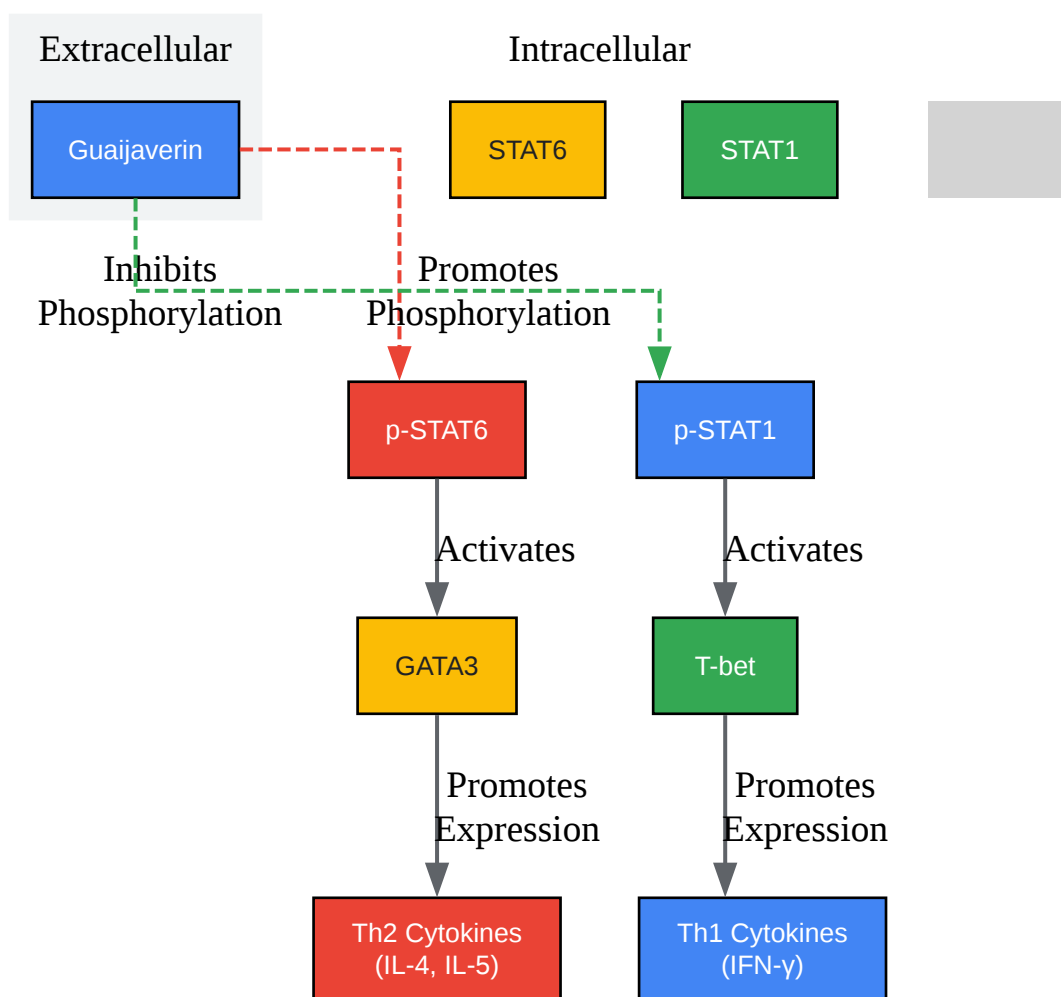 Extracellular
Intracellular
Guaijaverin
STAT6
STAT1
Inhibits
Phosphorylation
Promotes
Phosphorylation
p-STAT6
p-STAT1
Activates
Activates
GATA3
T-bet
Promotes
Expression
Promotes
Expression
Th2 Cytokines
(IL-4, IL-5)
Th1 Cytokines
(IFN-γ)